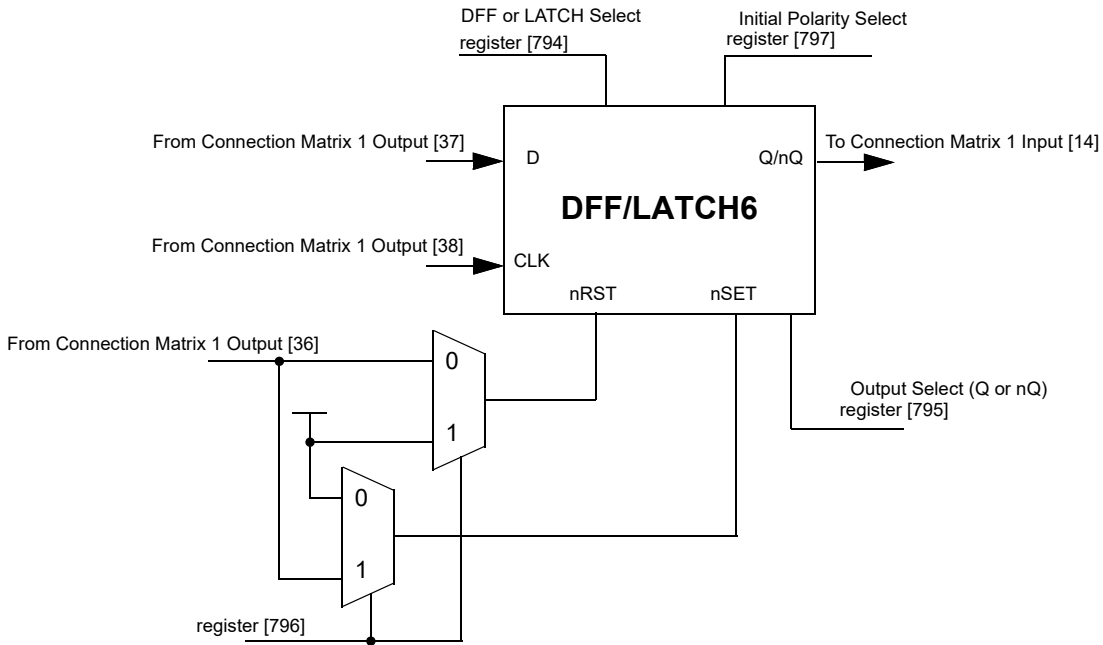 DFF or LATCH Select
register [794]
Initial Polarity Select
register [797]
From Connection Matrix 1 Output [37]
D
Q/nQ
To Connection Matrix 1 Input [14]
DFF/LATCH6
From Connection Matrix 1 Output [38]
CLK
nRST
nSET
From Connection Matrix 1 Output [36]
0
1
Output Select (Q or nQ)
register [795]
0
1
register [796]